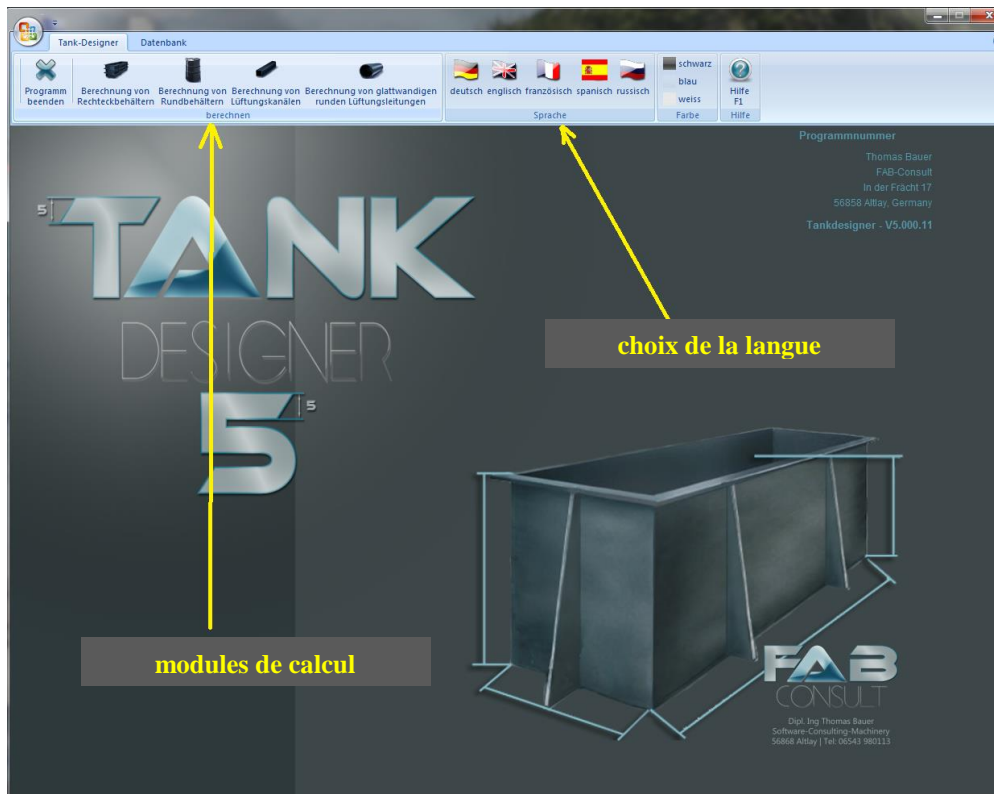 Tank-Designer Datenbank
Programm beenden
Berechnung von Rechteckbehältern
Berechnung von Rundbehältern
Berechnung von Lüftungskanälen
Berechnung von glattwandigen runden Lüftungsleitungen
berechnen
deutsch englisch französisch spanisch russisch
Sprache
schwarz
blau
weiss
Farbe
Hilfe F1
Hilfe
Programmnummer
Thomas Bauer
FAB-Consult
In der Frächt 17
56858 Altlay, Germany
Tankdesigner - V5.000.11
5
TANK
DESIGNER
5
5
choix de la langue
modules de calcul
FAB
CONSULT
Dipl. Ing Thomas Bauer
Software-Consulting-Machinery
56868 Altlay | Tel: 06543 980113